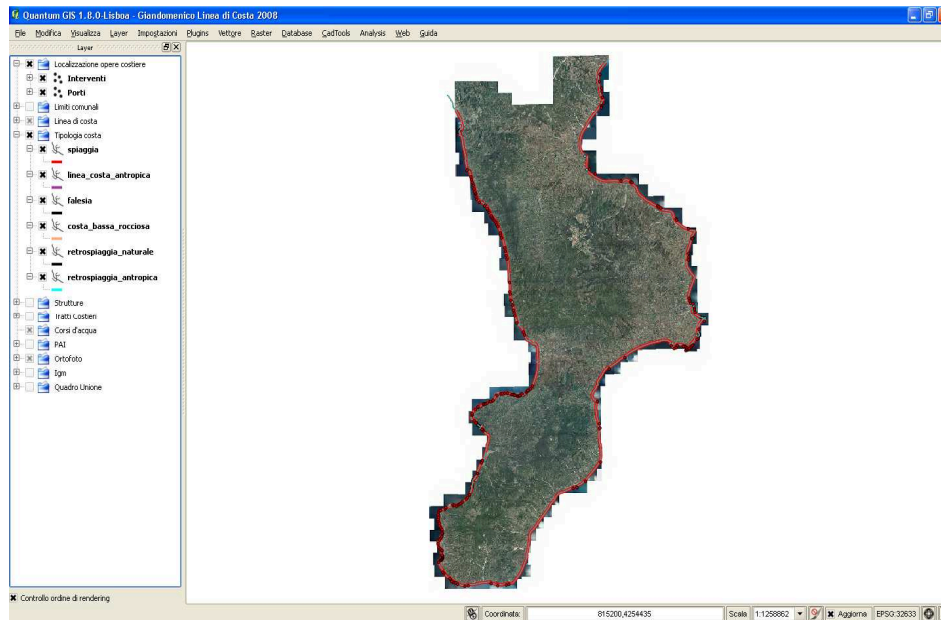 Quantum GIS 1.8.0-Lisboa - Giandomenico Linea di Costa 2008
File Modifica Visualizza Layer Impostazioni Plugins Vettore Raster Database CadTools Analysis Web Guida
Layer
Localizzazione opere costiere
Interventi
Porti
Limiti comunali
Linea di costa
Tipologia costa
spiaggia
linea_costa_antropica
falesia
costa_bassa_rocciosa
retrospiaggia_naturale
retrospiaggia_antropica
Strutture
Tratti Costieri
Corsi d'acqua
PAI
Ortofoto
Igm
Quadro Unione
Controllo ordine di rendering
Coordinate: 815200,4254435 Scala 1:1258862 Aggiorna EPSG:32633